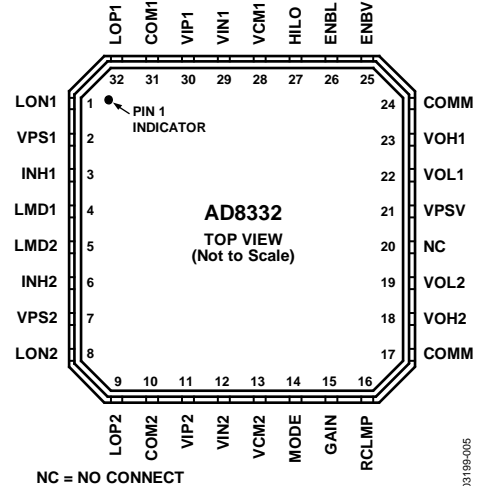 LOP1 COM1 VIP1 VIN1 VCM1 HILO ENBL ENBV
32 31 30 29 28 27 26 25
LON1 1 24 COMM
PIN 1
INDICATOR
VPS1 2 23 VOH1
INH1 3 22 VOL1
LMD1 4 21 VPSV
AD8332
TOP VIEW
(Not to Scale)
LMD2 5 20 NC
INH2 6 19 VOL2
VPS2 7 18 VOH2
LON2 8 17 COMM
9 10 11 12 13 14 15 16
LOP2 COM2 VIP2 VIN2 VCM2 MODE GAIN RCLMP
NC = NO CONNECT
03199-005